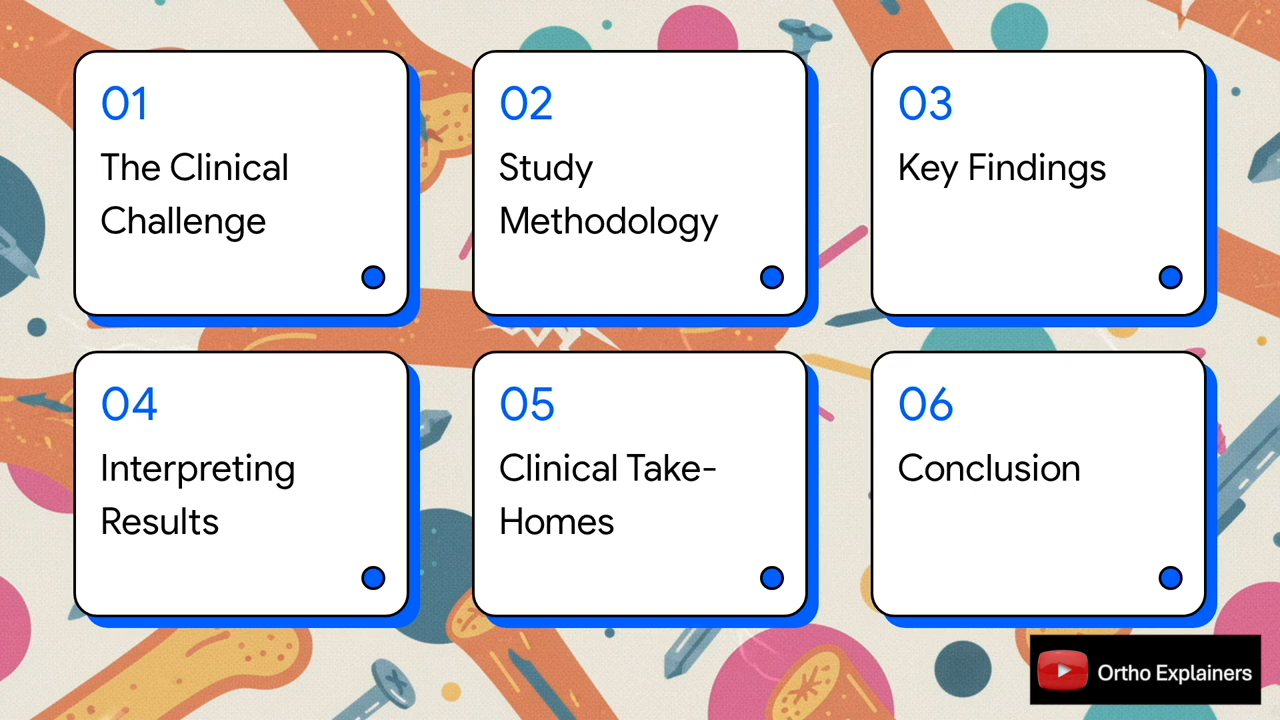 01
The Clinical
Challenge
02
Study
Methodology
03
Key Findings
04
Interpreting
Results
05
Clinical Take-
Homes
06
Conclusion
Ortho Explainers